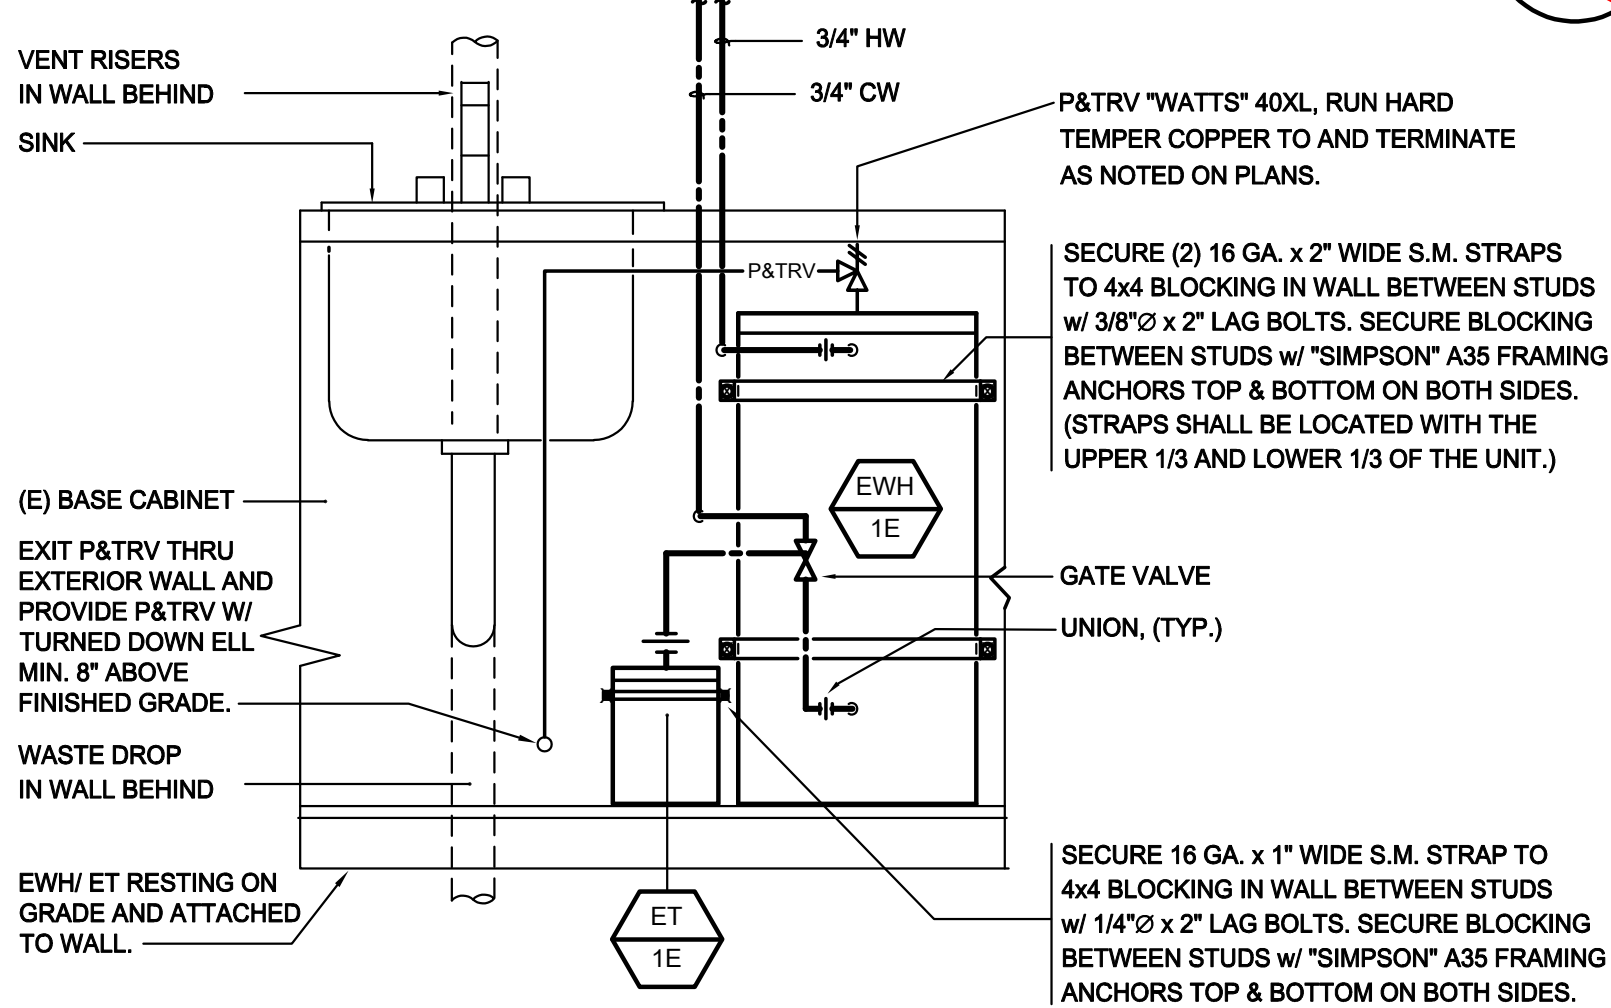 VENT RISERS
IN WALL BEHIND
SINK
3/4" HW
3/4" CW
P&TRV "WATTS" 40XL, RUN HARD
TEMPER COPPER TO AND TERMINATE
AS NOTED ON PLANS.
P&TRV
SECURE (2) 16 GA. x 2" WIDE S.M. STRAPS
TO 4x4 BLOCKING IN WALL BETWEEN STUDS
w/ 3/8"Ø x 2" LAG BOLTS. SECURE BLOCKING
BETWEEN STUDS w/ "SIMPSON" A35 FRAMING
ANCHORS TOP & BOTTOM ON BOTH SIDES.
(STRAPS SHALL BE LOCATED WITH THE
UPPER 1/3 AND LOWER 1/3 OF THE UNIT.)
EWH
1E
(E) BASE CABINET
EXIT P&TRV THRU
EXTERIOR WALL AND
PROVIDE P&TRV W/
TURNED DOWN ELL
MIN. 8" ABOVE
FINISHED GRADE.
GATE VALVE
UNION, (TYP.)
WASTE DROP
IN WALL BEHIND
EWH/ ET RESTING ON
GRADE AND ATTACHED
TO WALL.
ET
1E
SECURE 16 GA. x 1" WIDE S.M. STRAP TO
4x4 BLOCKING IN WALL BETWEEN STUDS
w/ 1/4"Ø x 2" LAG BOLTS. SECURE BLOCKING
BETWEEN STUDS w/ "SIMPSON" A35 FRAMING
ANCHORS TOP & BOTTOM ON BOTH SIDES.